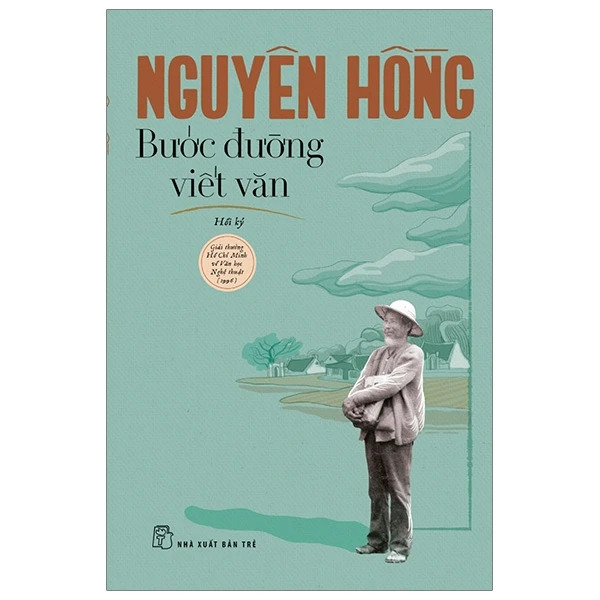 NGUYÊN HỒNG
Bước đường
viết văn
Hồi ký
Giải thưởng
Hồ Chí Minh
về Văn học
Nghệ thuật
(1996)
NHÀ XUẤT BẢN TRẺ